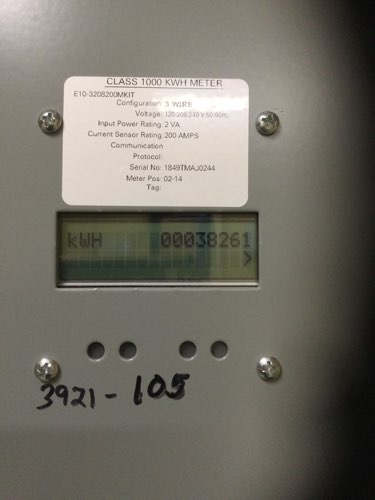 CLASS 1000 KWH METER
E10-3208200MKIT
Configuration: 3 WIRE
Voltage: 120 208 240 V 50 60Hz
Input Power Rating: 2 VA
Current Sensor Rating: 200 AMPS
Communication
Protocol:
Serial No: 1849TMAJ0244
Meter Pos: 02-14
Tag:
kWH 00038261
>
3921-105